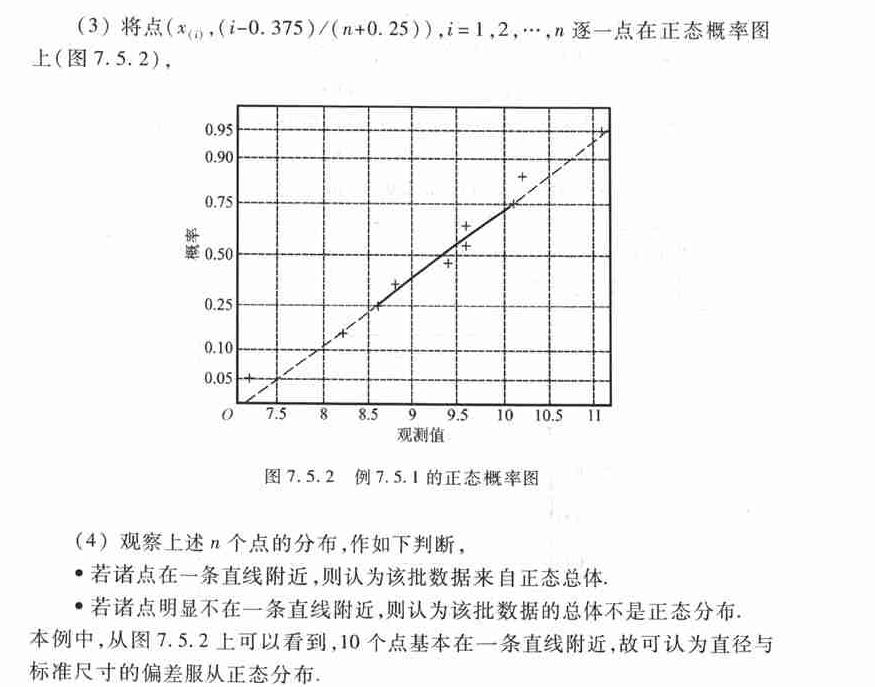 (3) 将点(x₍ᵢ₎,(i-0.375)/(n+0.25)),i=1,2,…,n 逐一点在正态概率图
上(图 7.5.2),
0.95
0.90
0.75
概率
0.50
0.25
0.10
0.05
O 7.5 8 8.5 9 9.5 10 10.5 11
观测值
图 7.5.2 例 7.5.1 的正态概率图
(4) 观察上述 n 个点的分布,作如下判断,
• 若诸点在一条直线附近,则认为该批数据来自正态总体.
• 若诸点明显不在一条直线附近,则认为该批数据的总体不是正态分布.
本例中,从图 7.5.2 上可以看到,10 个点基本在一条直线附近,故可认为直径与
标准尺寸的偏差服从正态分布.